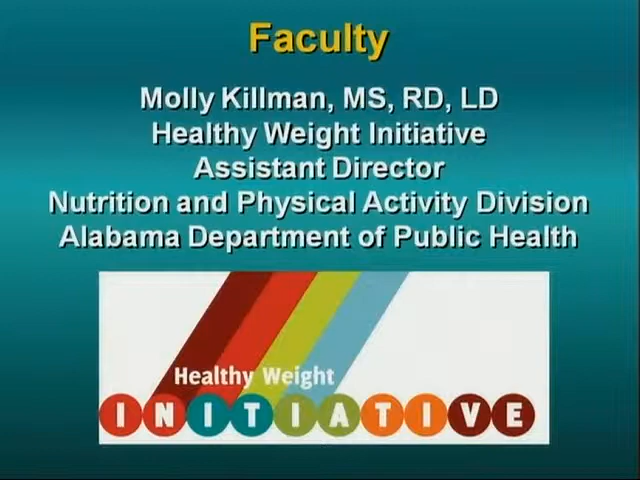 Faculty
Molly Killman, MS, RD, LD
Healthy Weight Initiative
Assistant Director
Nutrition and Physical Activity Division
Alabama Department of Public Health
Healthy Weight
INITIATIVE